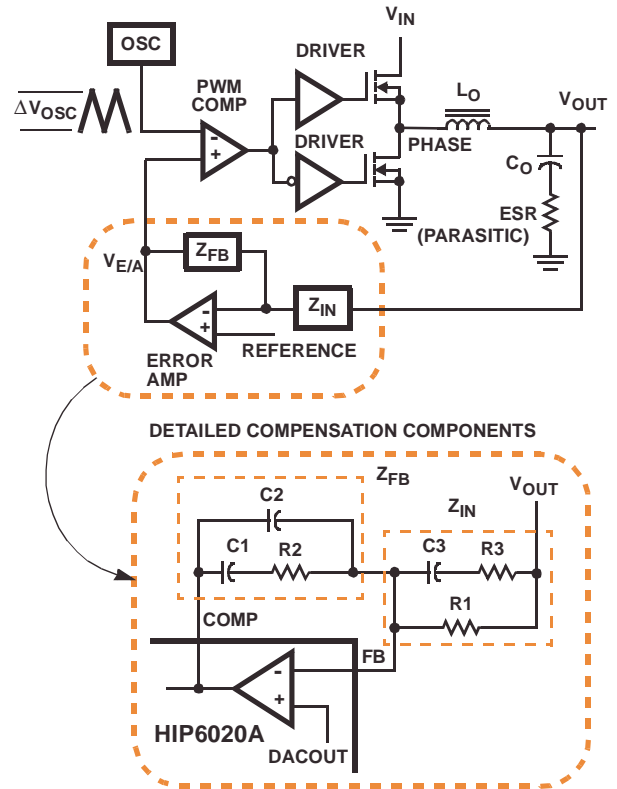 V_IN
OSC
DRIVER
PWM
COMP
L_O
V_OUT
ΔV_OSC
-
+
DRIVER
PHASE
C_O
ESR
(PARASITIC)
Z_FB
V_E/A
Z_IN
-
+
REFERENCE
ERROR
AMP
DETAILED COMPENSATION COMPONENTS
Z_FB
V_OUT
C2
Z_IN
C1
R2
C3
R3
R1
COMP
FB
-
+
HIP6020A
DACOUT